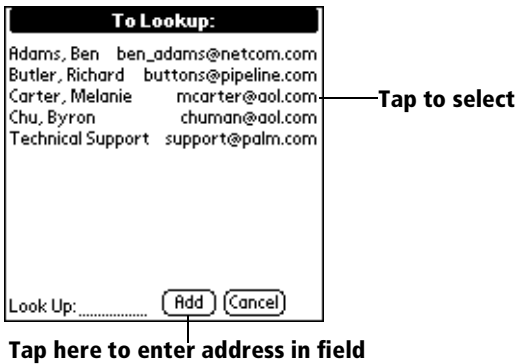 To Lookup:
Adams, Ben ben_adams@netcom.com
Butler, Richard buttons@pipeline.com
Carter, Melanie mcarter@aol.com
Tap to select
Chu, Byron chuman@aol.com
Technical Support support@palm.com
Look Up: Add Cancel
Tap here to enter address in field